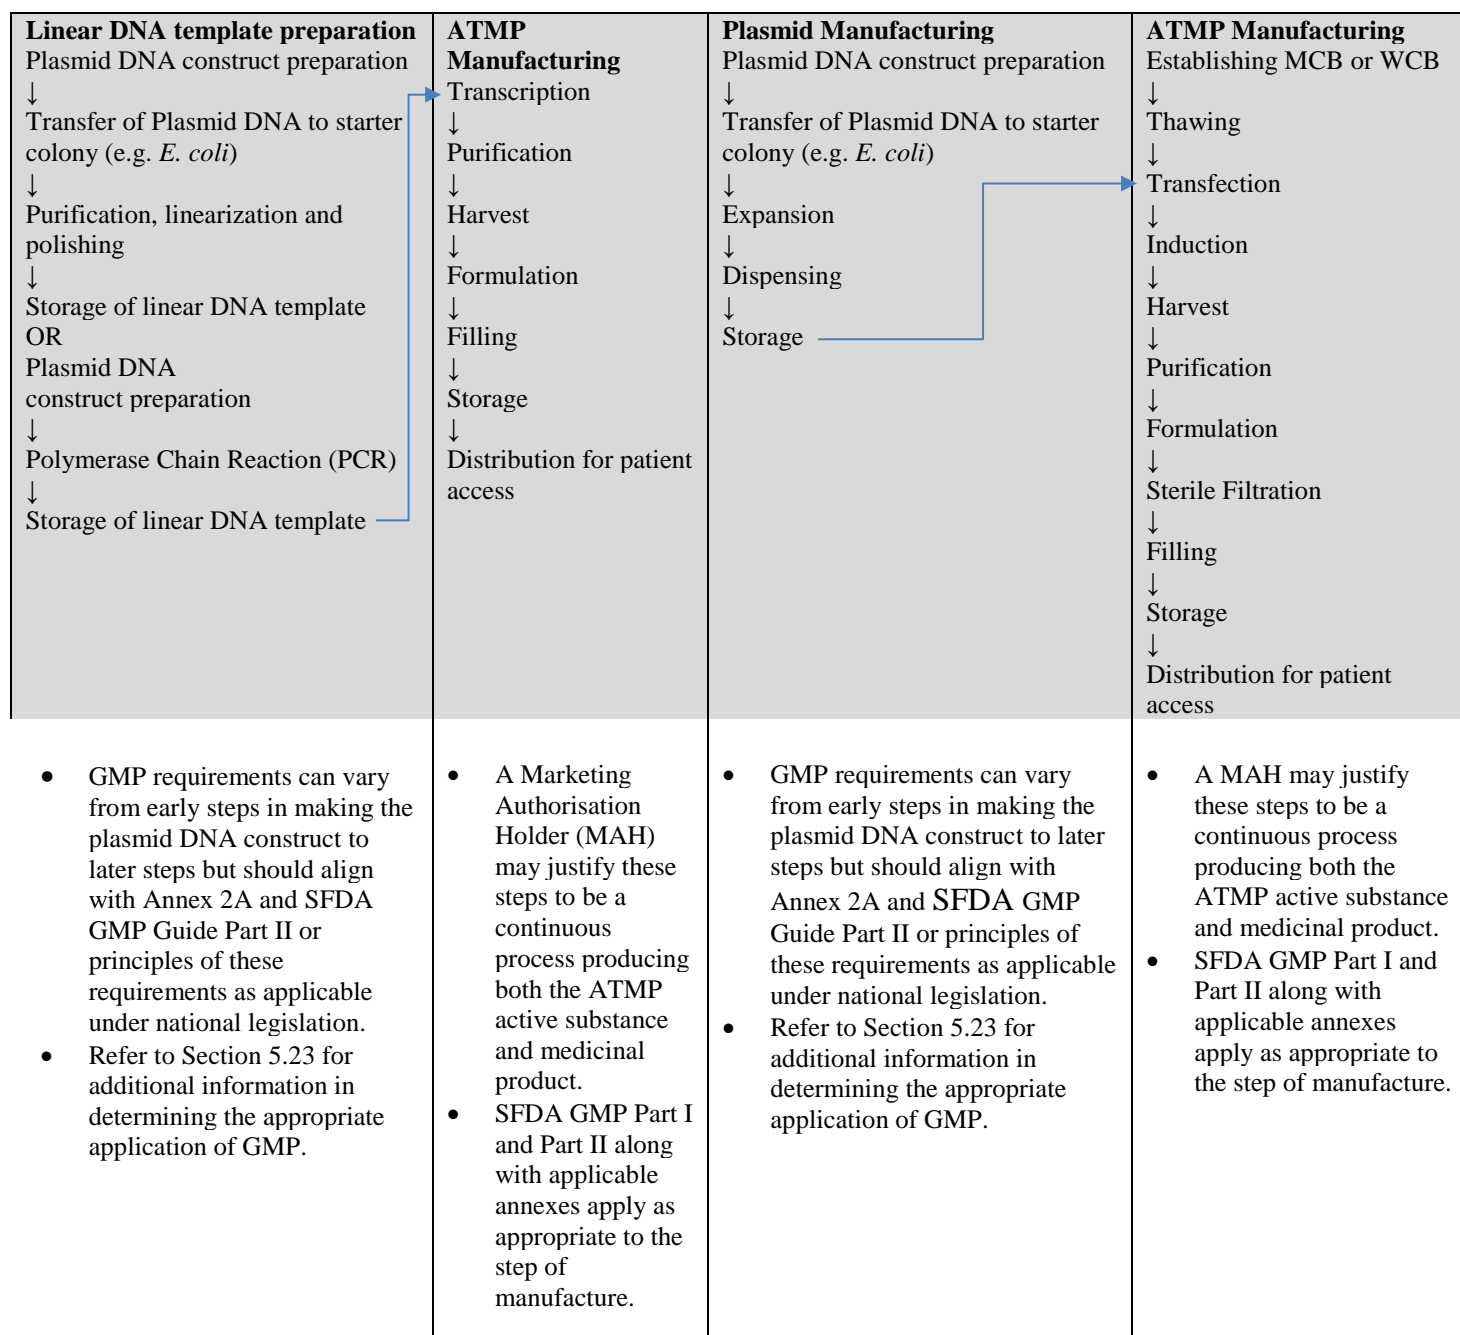 Linear DNA template preparation
Plasmid DNA construct preparation
↓
Transfer of Plasmid DNA to starter
colony (e.g. E. coli)
↓
Purification, linearization and
polishing
↓
Storage of linear DNA template
OR
Plasmid DNA
construct preparation
↓
Polymerase Chain Reaction (PCR)
↓
Storage of linear DNA template
ATMP
Manufacturing
Transcription
↓
Purification
↓
Harvest
↓
Formulation
↓
Filling
↓
Storage
↓
Distribution for patient
access
Plasmid Manufacturing
Plasmid DNA construct preparation
↓
Transfer of Plasmid DNA to starter
colony (e.g. E. coli)
↓
Expansion
↓
Dispensing
↓
Storage
ATMP Manufacturing
Establishing MCB or WCB
↓
Thawing
↓
Transfection
↓
Induction
↓
Harvest
↓
Purification
↓
Formulation
↓
Sterile Filtration
↓
Filling
↓
Storage
↓
Distribution for patient
access
• GMP requirements can vary
from early steps in making the
plasmid DNA construct to
later steps but should align
with Annex 2A and SFDA
GMP Guide Part II or
principles of these
requirements as applicable
under national legislation.
• Refer to Section 5.23 for
additional information in
determining the appropriate
application of GMP.
• A Marketing
Authorisation
Holder (MAH)
may justify these
steps to be a
continuous
process producing
both the ATMP
active substance
and medicinal
product.
• SFDA GMP Part I
and Part II along
with applicable
annexes apply as
appropriate to the
step of
manufacture.
• GMP requirements can vary
from early steps in making the
plasmid DNA construct to later
steps but should align with
Annex 2A and SFDA GMP
Guide Part II or principles of
these requirements as applicable
under national legislation.
• Refer to Section 5.23 for
additional information in
determining the appropriate
application of GMP.
• A MAH may justify
these steps to be a
continuous process
producing both the
ATMP active substance
and medicinal product.
• SFDA GMP Part I and
Part II along with
applicable annexes
apply as appropriate to
the step of manufacture.